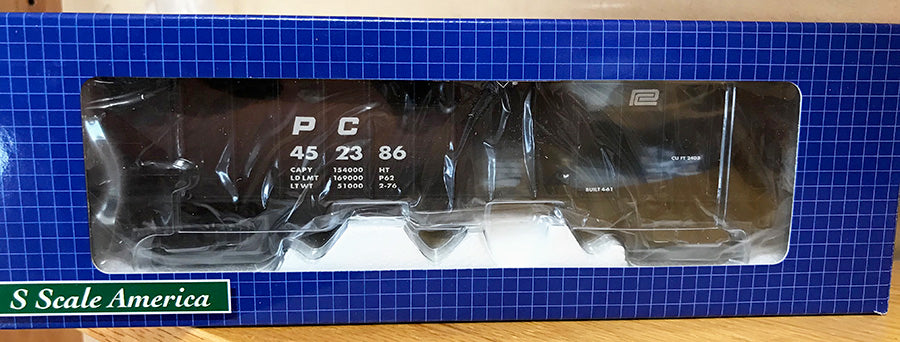 P C
45 23 86
CAPY 154000 HT
LD LMT 169000 P62
LT WT 51000 2-76
CU FT 2403
BUILT 4-61
S Scale America